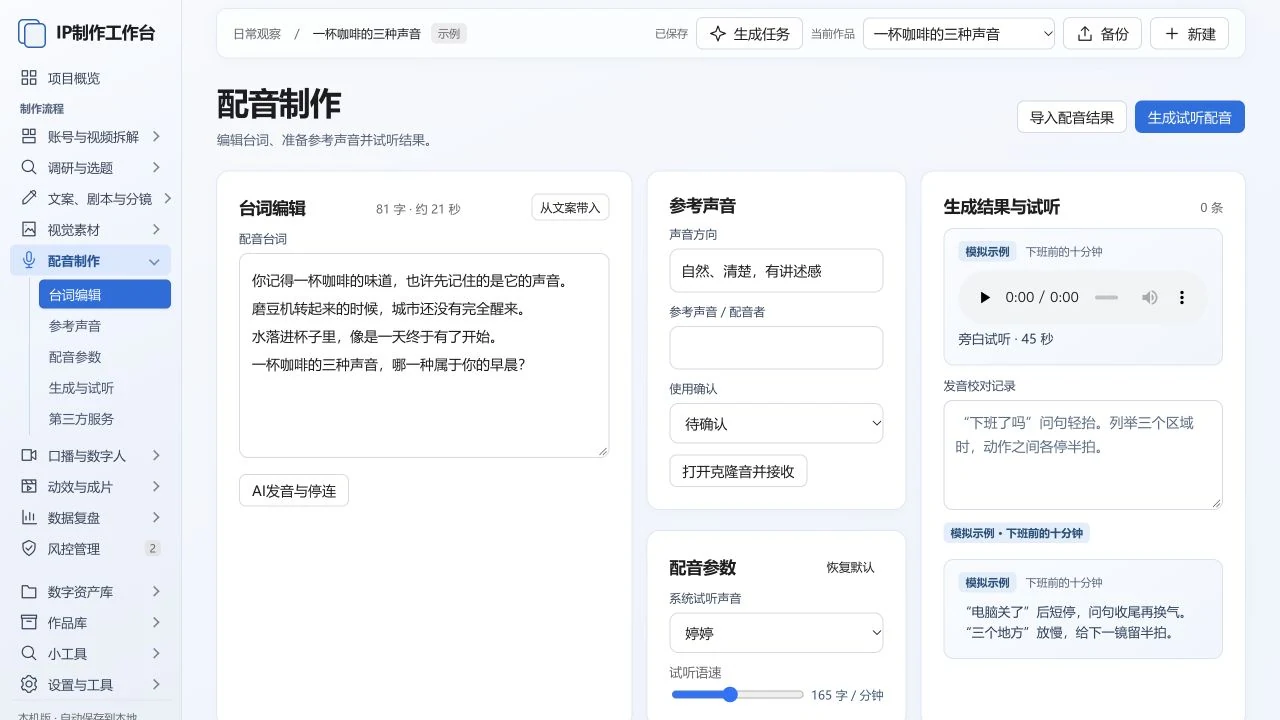 IP制作工作台
项目概览
制作流程
账号与视频拆解
调研与选题
文案、剧本与分镜
视觉素材
配音制作
台词编辑
参考声音
配音参数
生成与试听
第三方服务
口播与数字人
动效与成片
数据复盘
风控管理 2
数字资产库
作品库
小工具
设置与工具
本机版 · 自动保存到本地
日常观察 / 一杯咖啡的三种声音 示例
已保存 生成任务 当前作品 一杯咖啡的三种声音 备份 新建
配音制作
编辑台词、准备参考声音并试听结果。
导入配音结果 生成试听配音
台词编辑 81 字 · 约 21 秒 从文案带入
配音台词
你记得一杯咖啡的味道，也许先记住的是它的声音。
磨豆机转起来的时候，城市还没有完全醒来。
水落进杯子里，像是一天终于有了开始。
一杯咖啡的三种声音，哪一种属于你的早晨？
AI发音与停连
参考声音
声音方向
自然、清楚，有讲述感
参考声音 / 配音者
使用确认
待确认
打开克隆音并接收
配音参数 恢复默认
系统试听声音
婷婷
试听语速
165 字 / 分钟
生成结果与试听 0 条
模拟示例 下班前的十分钟
0:00 / 0:00
旁白试听 · 45 秒
发音校对记录
“下班了吗”问句轻抬。列举三个区域
时，动作之间各停半拍。
模拟示例 · 下班前的十分钟
模拟示例 下班前的十分钟
“电脑关了”后短停，问句收尾再换气。
“三个地方”放慢，给下一镜留半拍。